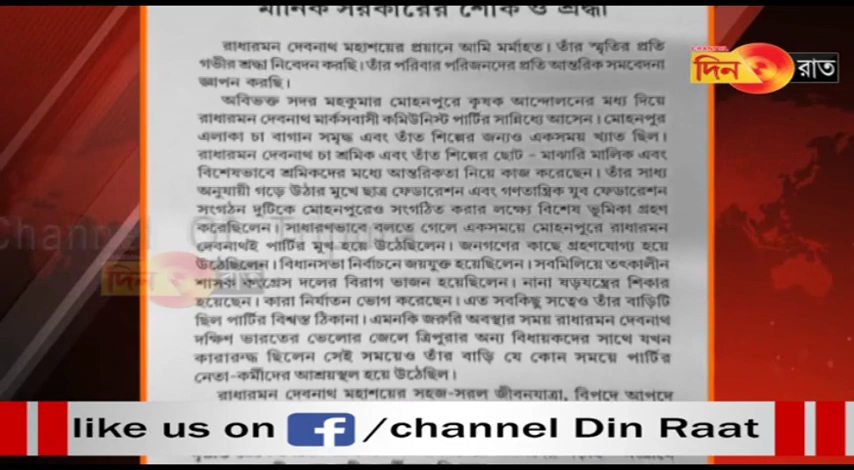 মানিক সরকারের শোক ও শ্রদ্ধা
রাধারমন দেবনাথ মহাশয়ের প্রয়ানে আমি মর্মাহত। তাঁর স্মৃতির প্রতি
গভীর শ্রদ্ধা নিবেদন করছি। তাঁর পরিবার পরিজনদের প্রতি আন্তরিক সমবেদনা
জ্ঞাপন করছি।
অবিভক্ত সদর মহকুমার মোহনপুরে কৃষক আন্দোলনের মধ্য দিয়ে
রাধারমন দেবনাথ মার্কসবাদী কমিউনিস্ট পার্টির সান্নিধ্যে আসেন। মোহনপুর
এলাকা চা বাগান সমৃদ্ধ এবং তাঁত শিল্পের জন্যও একসময় খ্যাত ছিল।
রাধারমন দেবনাথ চা শ্রমিক এবং তাঁত শিল্পের ছোট - মাঝারি মালিক এবং
বিশেষভাবে শ্রমিকদের মধ্যে আন্তরিকতা নিয়ে কাজ করেছেন। তাঁর সাধ্য
অনুযায়ী গড়ে উঠার মুখে ছাত্র ফেডারেশন এবং গণতান্ত্রিক যুব ফেডারেশন
সংগঠন দুটিকে মোহনপুরেও সংগঠিত করার লক্ষ্যে বিশেষ ভূমিকা গ্রহণ
করেছিলেন। সাধারণভাবে বলতে গেলে একসময়ে মোহনপুরে রাধারমন
দেবনাথই পার্টির মুখ হয়ে উঠেছিলেন। জনগণের কাছে গ্রহণযোগ্য হয়ে
উঠেছিলেন। বিধানসভা নির্বাচনে জয়যুক্ত হয়েছিলেন। সবমিলিয়ে তৎকালীন
শাসক কংগ্রেস দলের বিরাগ ভাজন হয়েছিলেন। নানা ষড়যন্ত্রের শিকার
হয়েছেন। কারা নির্যাতন ভোগ করেছেন। এত সবকিছু সত্বেও তাঁর বাড়িটি
ছিল পার্টির বিশ্বস্ত ঠিকানা। এমনকি জরুরি অবস্থার সময় রাধারমন দেবনাথ
দক্ষিণ ভারতের ভেলোর জেলে ত্রিপুরার অন্য বিধায়কদের সাথে যখন
কারারুদ্ধ ছিলেন সেই সময়েও তাঁর বাড়ি যে কোন সময়ে পার্টির
নেতা-কর্মীদের আশ্রয়স্থল হয়ে উঠেছিল।
রাধারমন দেবনাথ মহাশয়ের সহজ-সরল জীবনযাত্রা, বিপদে আপদে
CHANNEL
দিন রাত
Channel
দিন রাত
like us on f/channel Din Raat